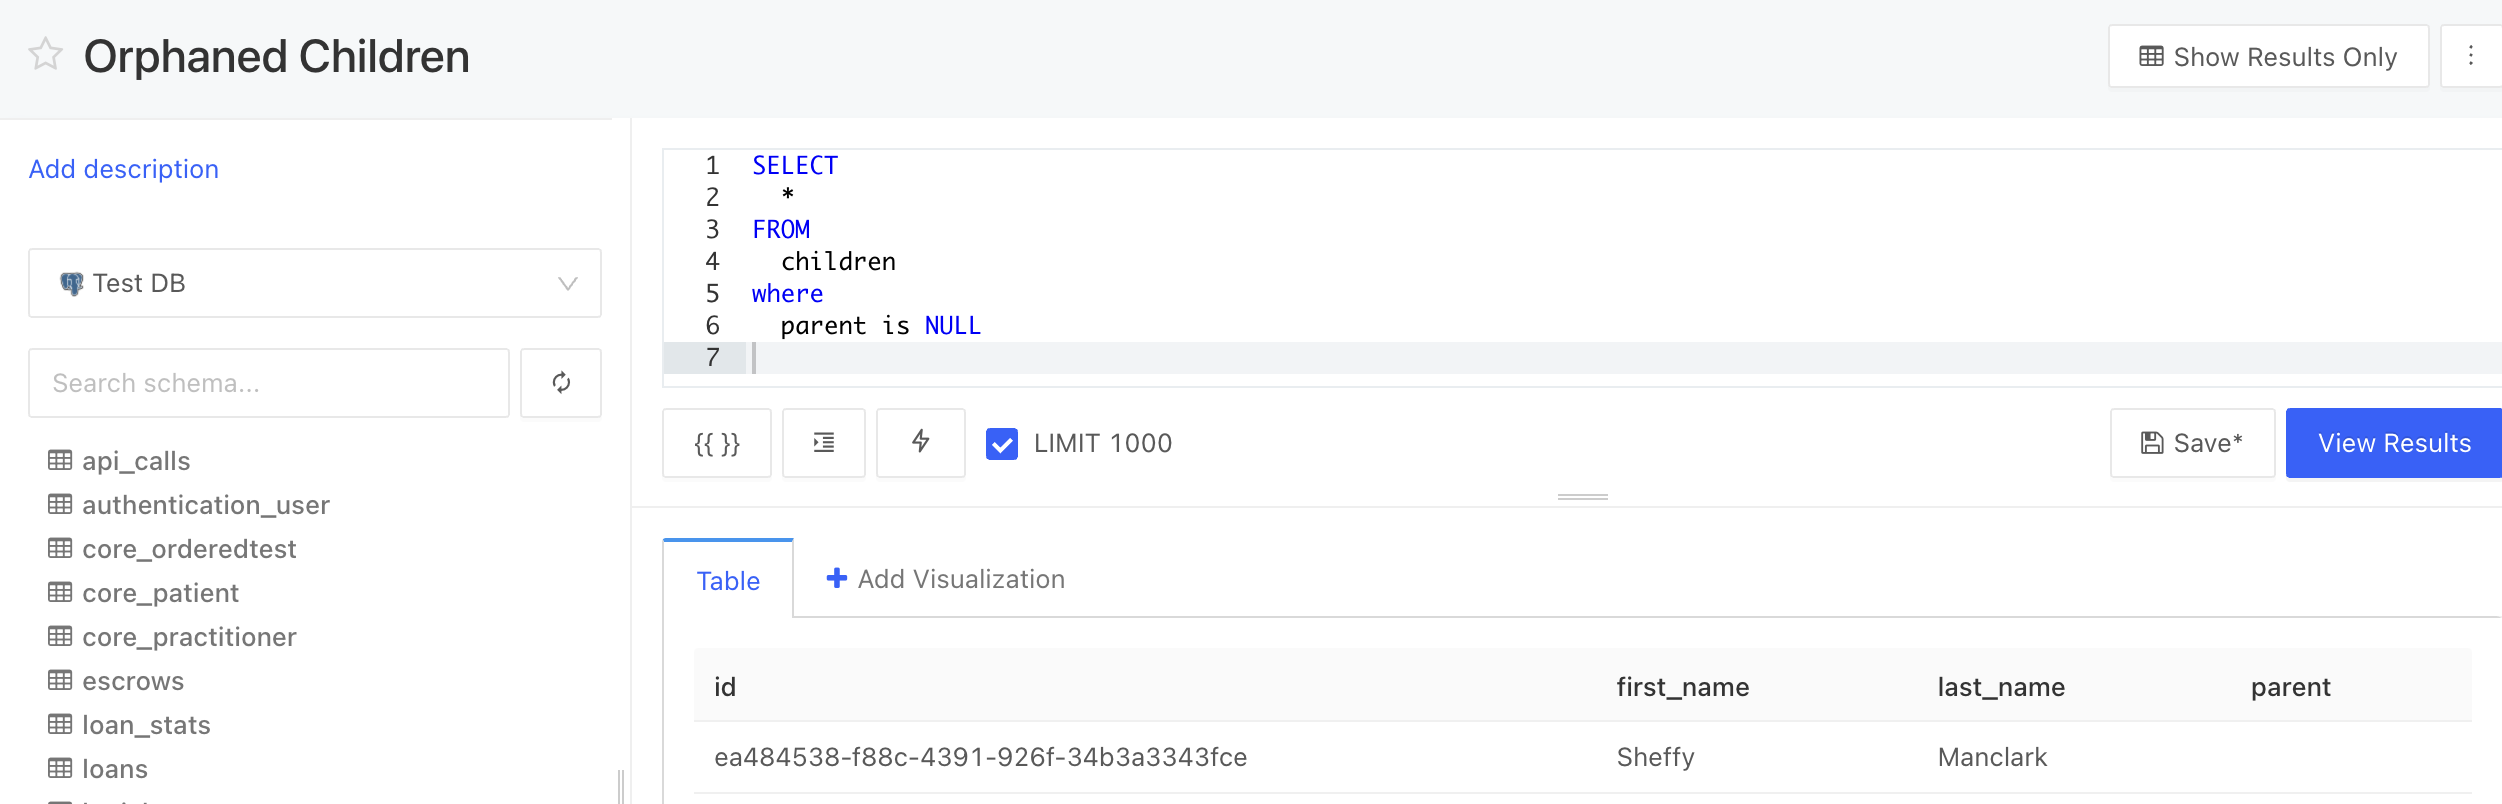 Orphaned Children
Show Results Only
Add description
Test DB
Search schema...
api_calls
authentication_user
core_orderedtest
core_patient
core_practitioner
escrows
loan_stats
loans
1 SELECT
2 *
3 FROM
4 children
5 where
6 parent is NULL
7
{{ }}
LIMIT 1000
Save*
View Results
Table
Add Visualization
id first_name last_name parent
ea484538-f88c-4391-926f-34b3a3343fce Sheffy Manclark